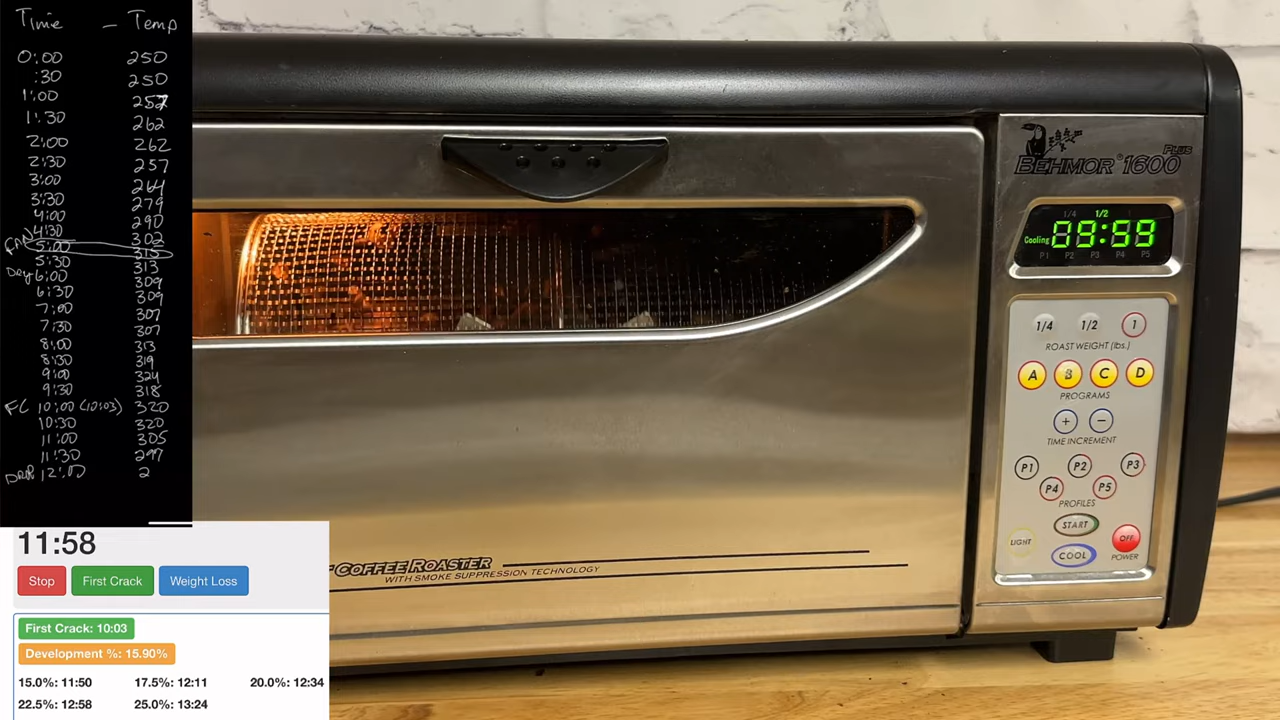 Time - Temp
0:00 250
:30 250
1:00 257
1:30 262
2:00 262
2:30 257
3:00 264
3:30 279
4:00 290
4:30 302
FAN 5:00 315
5:30 313
Dry 6:00 309
6:30 309
7:00 307
7:30 307
8:00 313
8:30 319
9:00 324
9:30 318
FC 10:00 (10:03) 320
10:30 320
11:00 305
11:30 297
DROP 12:00 2
BEHMOR® 1600 PLUS
1/4 1/2 1
Cooling 09:59
P1 P2 P3 P4 P5
1/4 1/2 1
ROAST WEIGHT (lbs.)
A B C D
PROGRAMS
+ −
TIME INCREMENT
P1 P2 P3
P4 P5
PROFILES
START
LIGHT COOL OFF
POWER
COFFEE ROASTER
WITH SMOKE SUPPRESSION TECHNOLOGY
11:58
Stop First Crack Weight Loss
First Crack: 10:03
Development %: 15.90%
15.0%: 11:50 17.5%: 12:11 20.0%: 12:34
22.5%: 12:58 25.0%: 13:24